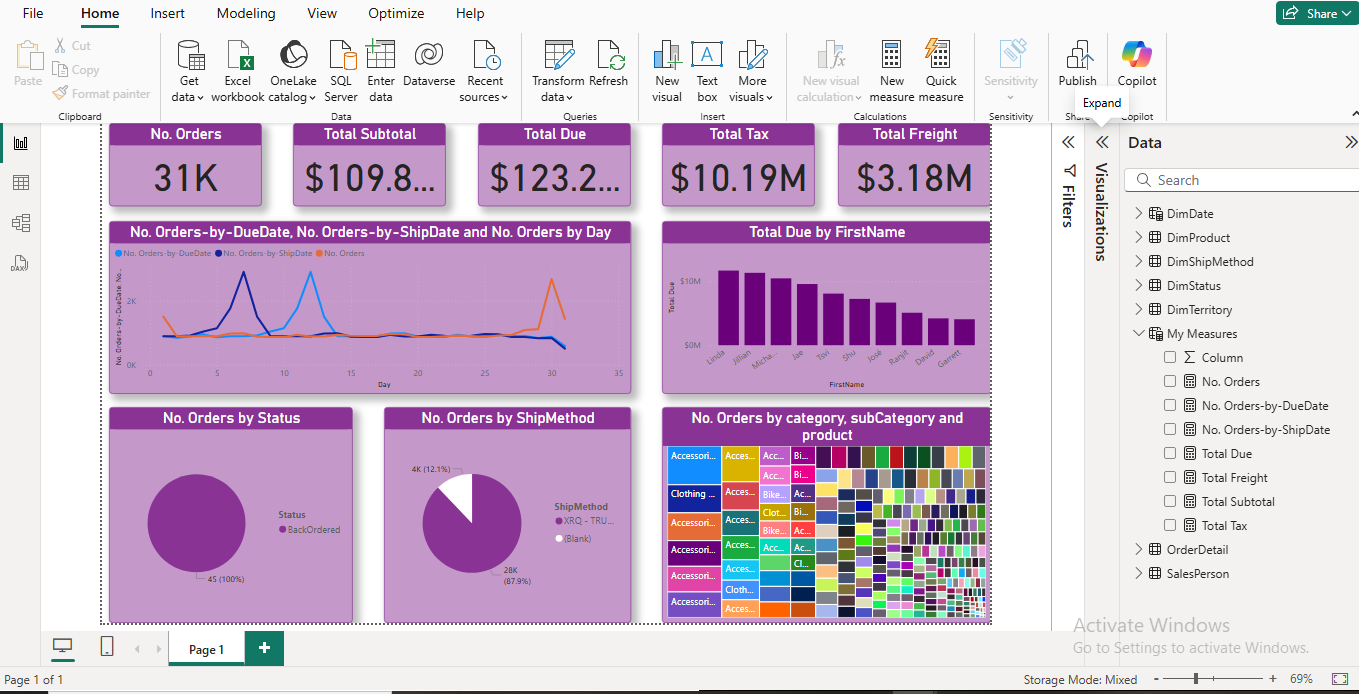 File Home Insert Modeling View Optimize Help
Share
Paste
Cut
Copy
Format painter
Clipboard
Get data
Excel workbook
OneLake catalog
SQL Server
Enter data
Dataverse
Recent sources
Data
Transform data
Refresh
Queries
New visual
Text box
More visuals
Insert
New visual calculation
New measure
Quick measure
Calculations
Sensitivity
Sensitivity
Publish
Share
Copilot
Copilot
Expand
No. Orders
31K
Total Subtotal
$109.8...
Total Due
$123.2...
Total Tax
$10.19M
Total Freight
$3.18M
No. Orders-by-DueDate, No. Orders-by-ShipDate and No. Orders by Day
No. Orders-by-DueDate No. Orders-by-ShipDate No. Orders
No. Orders-by-DueDate, No...
2K
0K
0 5 10 15 20 25 30 35
Day
Total Due by FirstName
Total Due
$10M
$0M
Linda Jillian Micha... Jae Tsvi Shu José Ranjit David Garrett
FirstName
No. Orders by Status
45 (100%)
Status
BackOrdered
No. Orders by ShipMethod
4K (12.1%)
28K
(87.9%)
ShipMethod
XRQ - TRU...
(Blank)
No. Orders by category, subCategory and
product
Accessori... Acces... Acc... Bi...
Acc... Bi...
Clothing ... Acces... Bike... Ac...
Clot... Bi...
Accessori... Acces... Bike... Ac...
Accessori... Acces... Acc... Ac...
Cl...
Accessori... Acces...
Cloth...
Accessori... Acces...
Filters
Visualizations
Data
Search
DimDate
DimProduct
DimShipMethod
DimStatus
DimTerritory
My Measures
Column
No. Orders
No. Orders-by-DueDate
No. Orders-by-ShipDate
Total Due
Total Freight
Total Subtotal
Total Tax
OrderDetail
SalesPerson
Activate Windows
Go to Settings to activate Windows.
Page 1
Page 1 of 1
Storage Mode: Mixed - + 69%